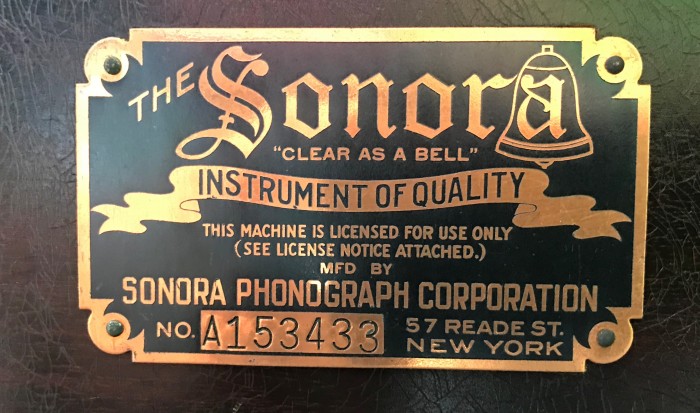 THE Sonora
"CLEAR AS A BELL"
INSTRUMENT OF QUALITY
THIS MACHINE IS LICENSED FOR USE ONLY
(SEE LICENSE NOTICE ATTACHED.)
MFD BY
SONORA PHONOGRAPH CORPORATION
NO. A153433
57 READE ST.
NEW YORK